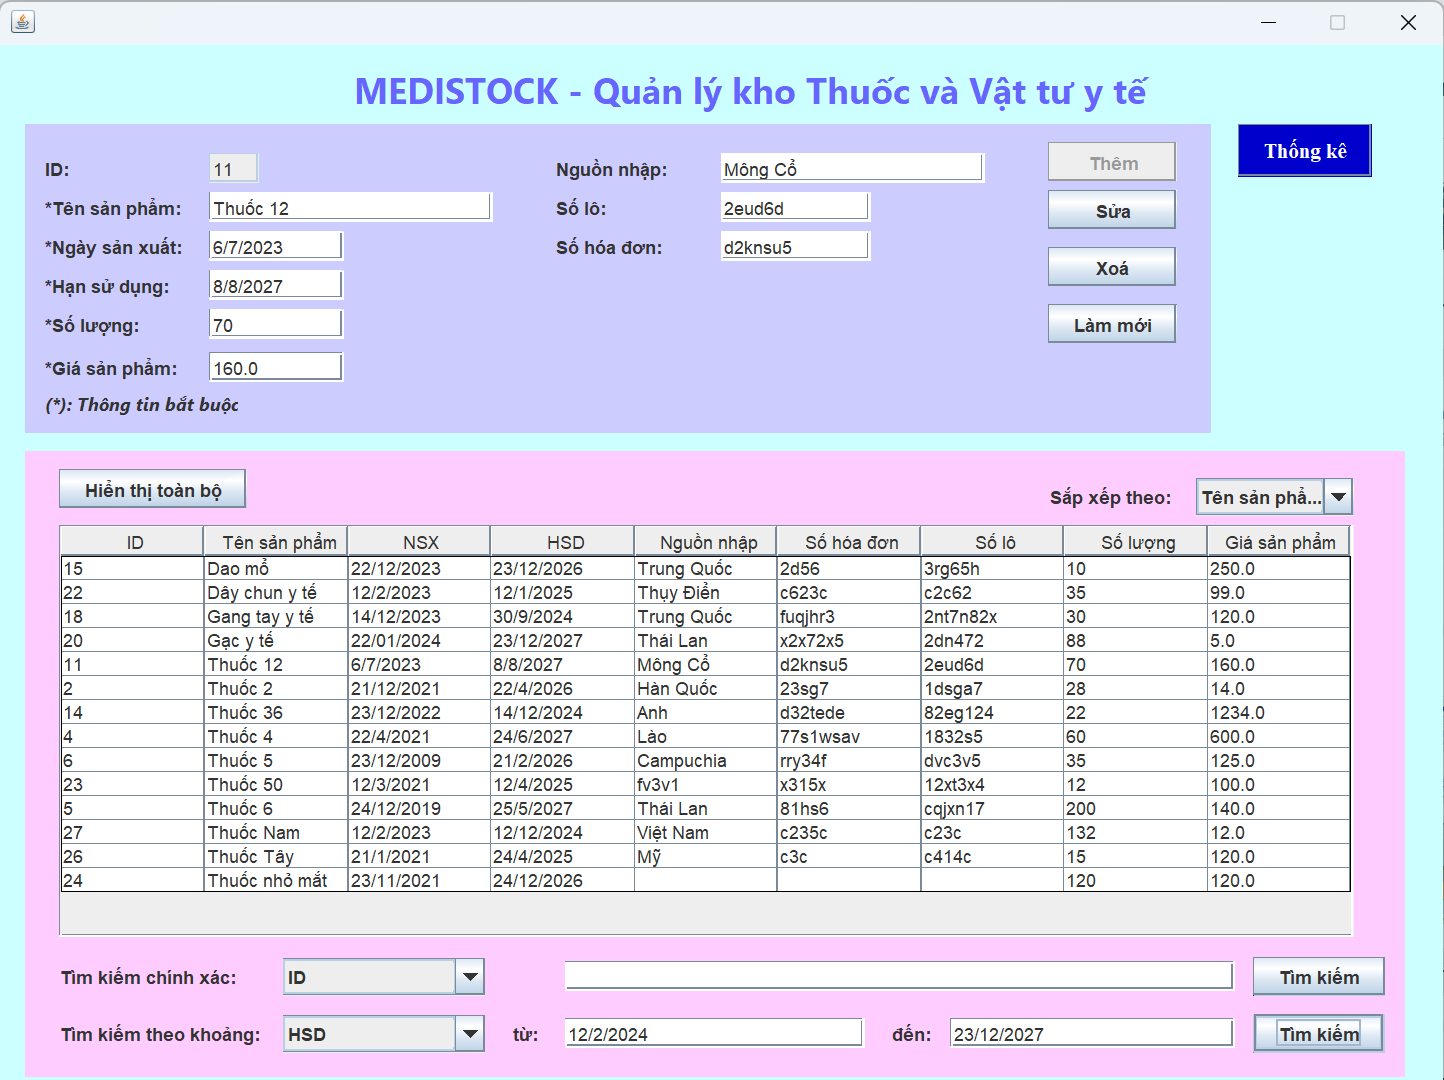 MEDISTOCK - Quản lý kho Thuốc và Vật tư y tế
Thống kê
ID: 11
*Tên sản phẩm: Thuốc 12
*Ngày sản xuất: 6/7/2023
*Hạn sử dụng: 8/8/2027
*Số lượng: 70
*Giá sản phẩm: 160.0
(*): Thông tin bắt buộc
Nguồn nhập: Mông Cổ
Số lô: 2eud6d
Số hóa đơn: d2knsu5
Thêm
Sửa
Xoá
Làm mới
Hiển thị toàn bộ
Sắp xếp theo: Tên sản phẩ...
ID Tên sản phẩm NSX HSD Nguồn nhập Số hóa đơn Số lô Số lượng Giá sản phẩm
15 Dao mổ 22/12/2023 23/12/2026 Trung Quốc 2d56 3rg65h 10 250.0
22 Dây chun y tế 12/2/2023 12/1/2025 Thụy Điển c623c c2c62 35 99.0
18 Gang tay y tế 14/12/2023 30/9/2024 Trung Quốc fuqjhr3 2nt7n82x 30 120.0
20 Gạc y tế 22/01/2024 23/12/2027 Thái Lan x2x72x5 2dn472 88 5.0
11 Thuốc 12 6/7/2023 8/8/2027 Mông Cổ d2knsu5 2eud6d 70 160.0
2 Thuốc 2 21/12/2021 22/4/2026 Hàn Quốc 23sg7 1dsga7 28 14.0
14 Thuốc 36 23/12/2022 14/12/2024 Anh d32tede 82eg124 22 1234.0
4 Thuốc 4 22/4/2021 24/6/2027 Lào 77s1wsav 1832s5 60 600.0
6 Thuốc 5 23/12/2009 21/2/2026 Campuchia rry34f dvc3v5 35 125.0
23 Thuốc 50 12/3/2021 12/4/2025 fv3v1 x315x 12xt3x4 12 100.0
5 Thuốc 6 24/12/2019 25/5/2027 Thái Lan 81hs6 cqjxn17 200 140.0
27 Thuốc Nam 12/2/2023 12/12/2024 Việt Nam c235c c23c 132 12.0
26 Thuốc Tây 21/1/2021 24/4/2025 Mỹ c3c c414c 15 120.0
24 Thuốc nhỏ mắt 23/11/2021 24/12/2026 120 120.0
Tìm kiếm chính xác: ID Tìm kiếm
Tìm kiếm theo khoảng: HSD từ: 12/2/2024 đến: 23/12/2027 Tìm kiếm